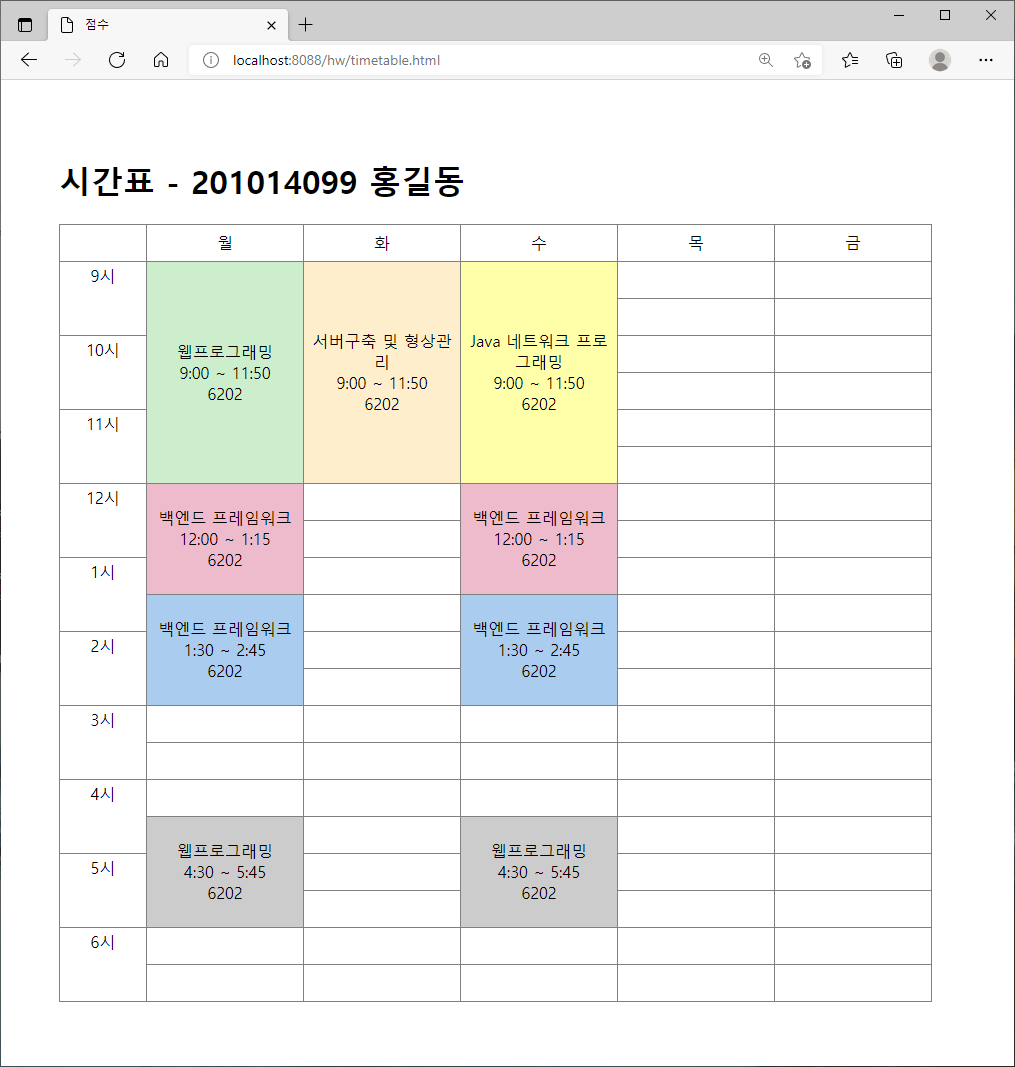 점수
localhost:8088/hw/timetable.html
시간표 - 201014099 홍길동
월 화 수 목 금
9시
웹프로그래밍
9:00 ~ 11:50
6202
서버구축 및 형상관
리
9:00 ~ 11:50
6202
Java 네트워크 프로
그래밍
9:00 ~ 11:50
6202
10시
11시
12시
백엔드 프레임워크
12:00 ~ 1:15
6202
백엔드 프레임워크
12:00 ~ 1:15
6202
1시
백엔드 프레임워크
1:30 ~ 2:45
6202
백엔드 프레임워크
1:30 ~ 2:45
6202
2시
3시
4시
웹프로그래밍
4:30 ~ 5:45
6202
웹프로그래밍
4:30 ~ 5:45
6202
5시
6시